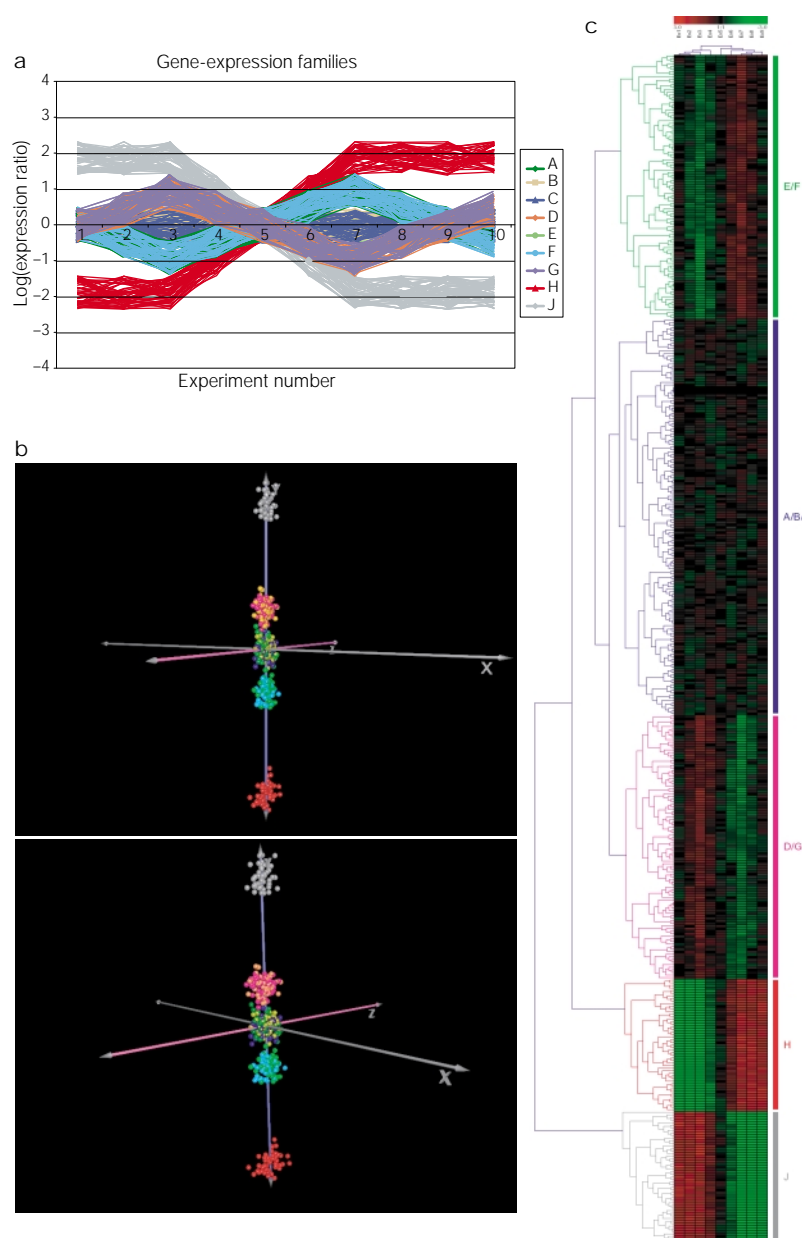 a
Gene-expression families
Log(expression ratio)
4
3
2
1
0
−1
−2
−3
−4
1 2 3 4 5 6 7 8 9 10
Experiment number
A
B
C
D
E
F
G
H
J
b
X
z
X
z
c
E/F
A/B/
D/G
H
J